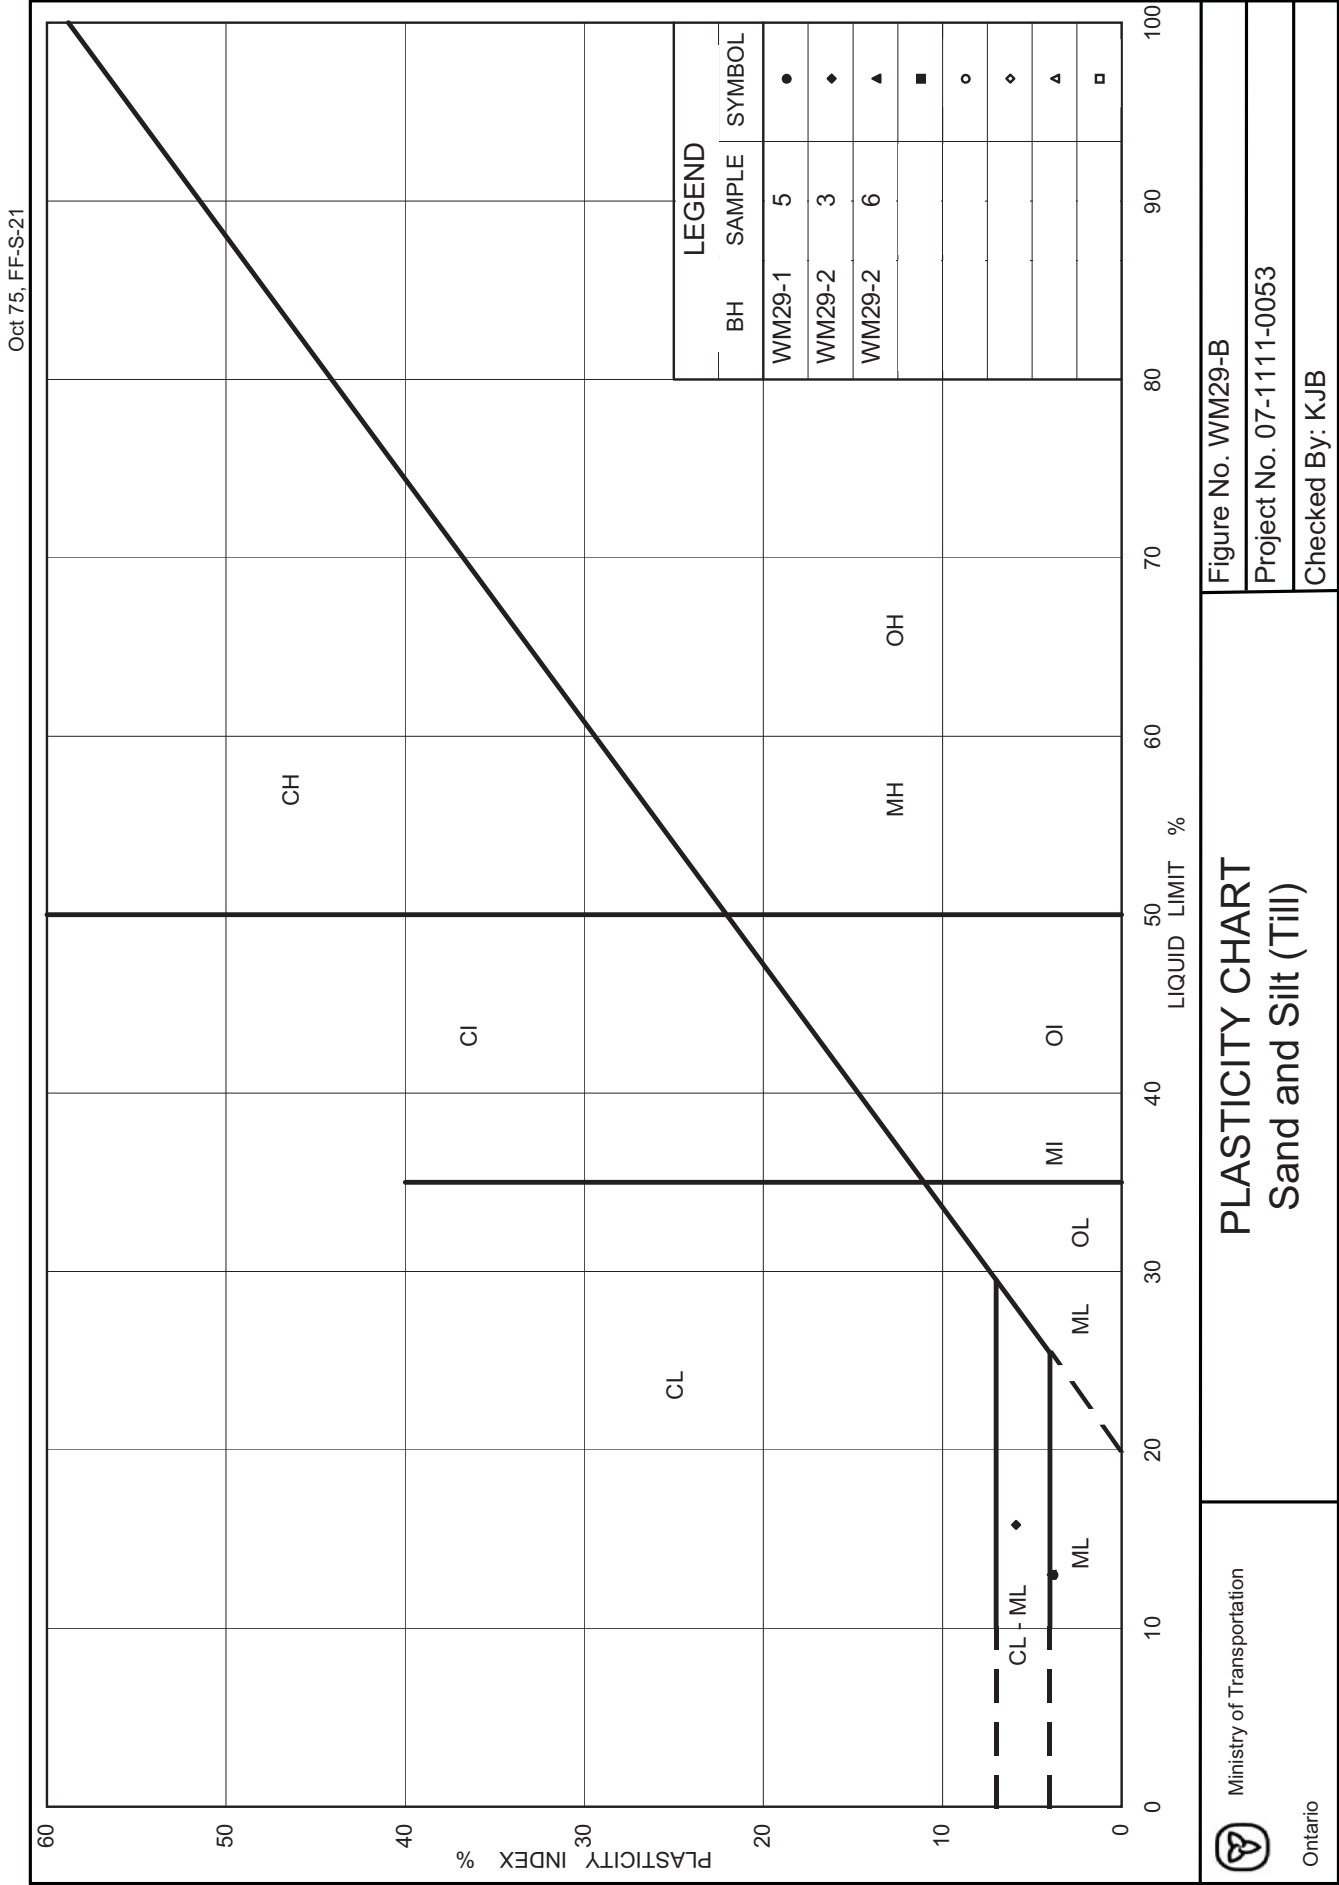 Oct 75, FF-S-21
PLASTICITY INDEX %
60
50
40
30
20
10
0
CH
CI
CL
CL - ML
ML
ML
OL
MI
OI
MH
OH
LEGEND
BH SAMPLE SYMBOL
WM29-1 5
WM29-2 3
WM29-2 6
0 10 20 30 40 50 60 70 80 90 100
LIQUID LIMIT %
Ministry of Transportation
Ontario
PLASTICITY CHART
Sand and Silt (Till)
Figure No. WM29-B
Project No. 07-1111-0053
Checked By: KJB